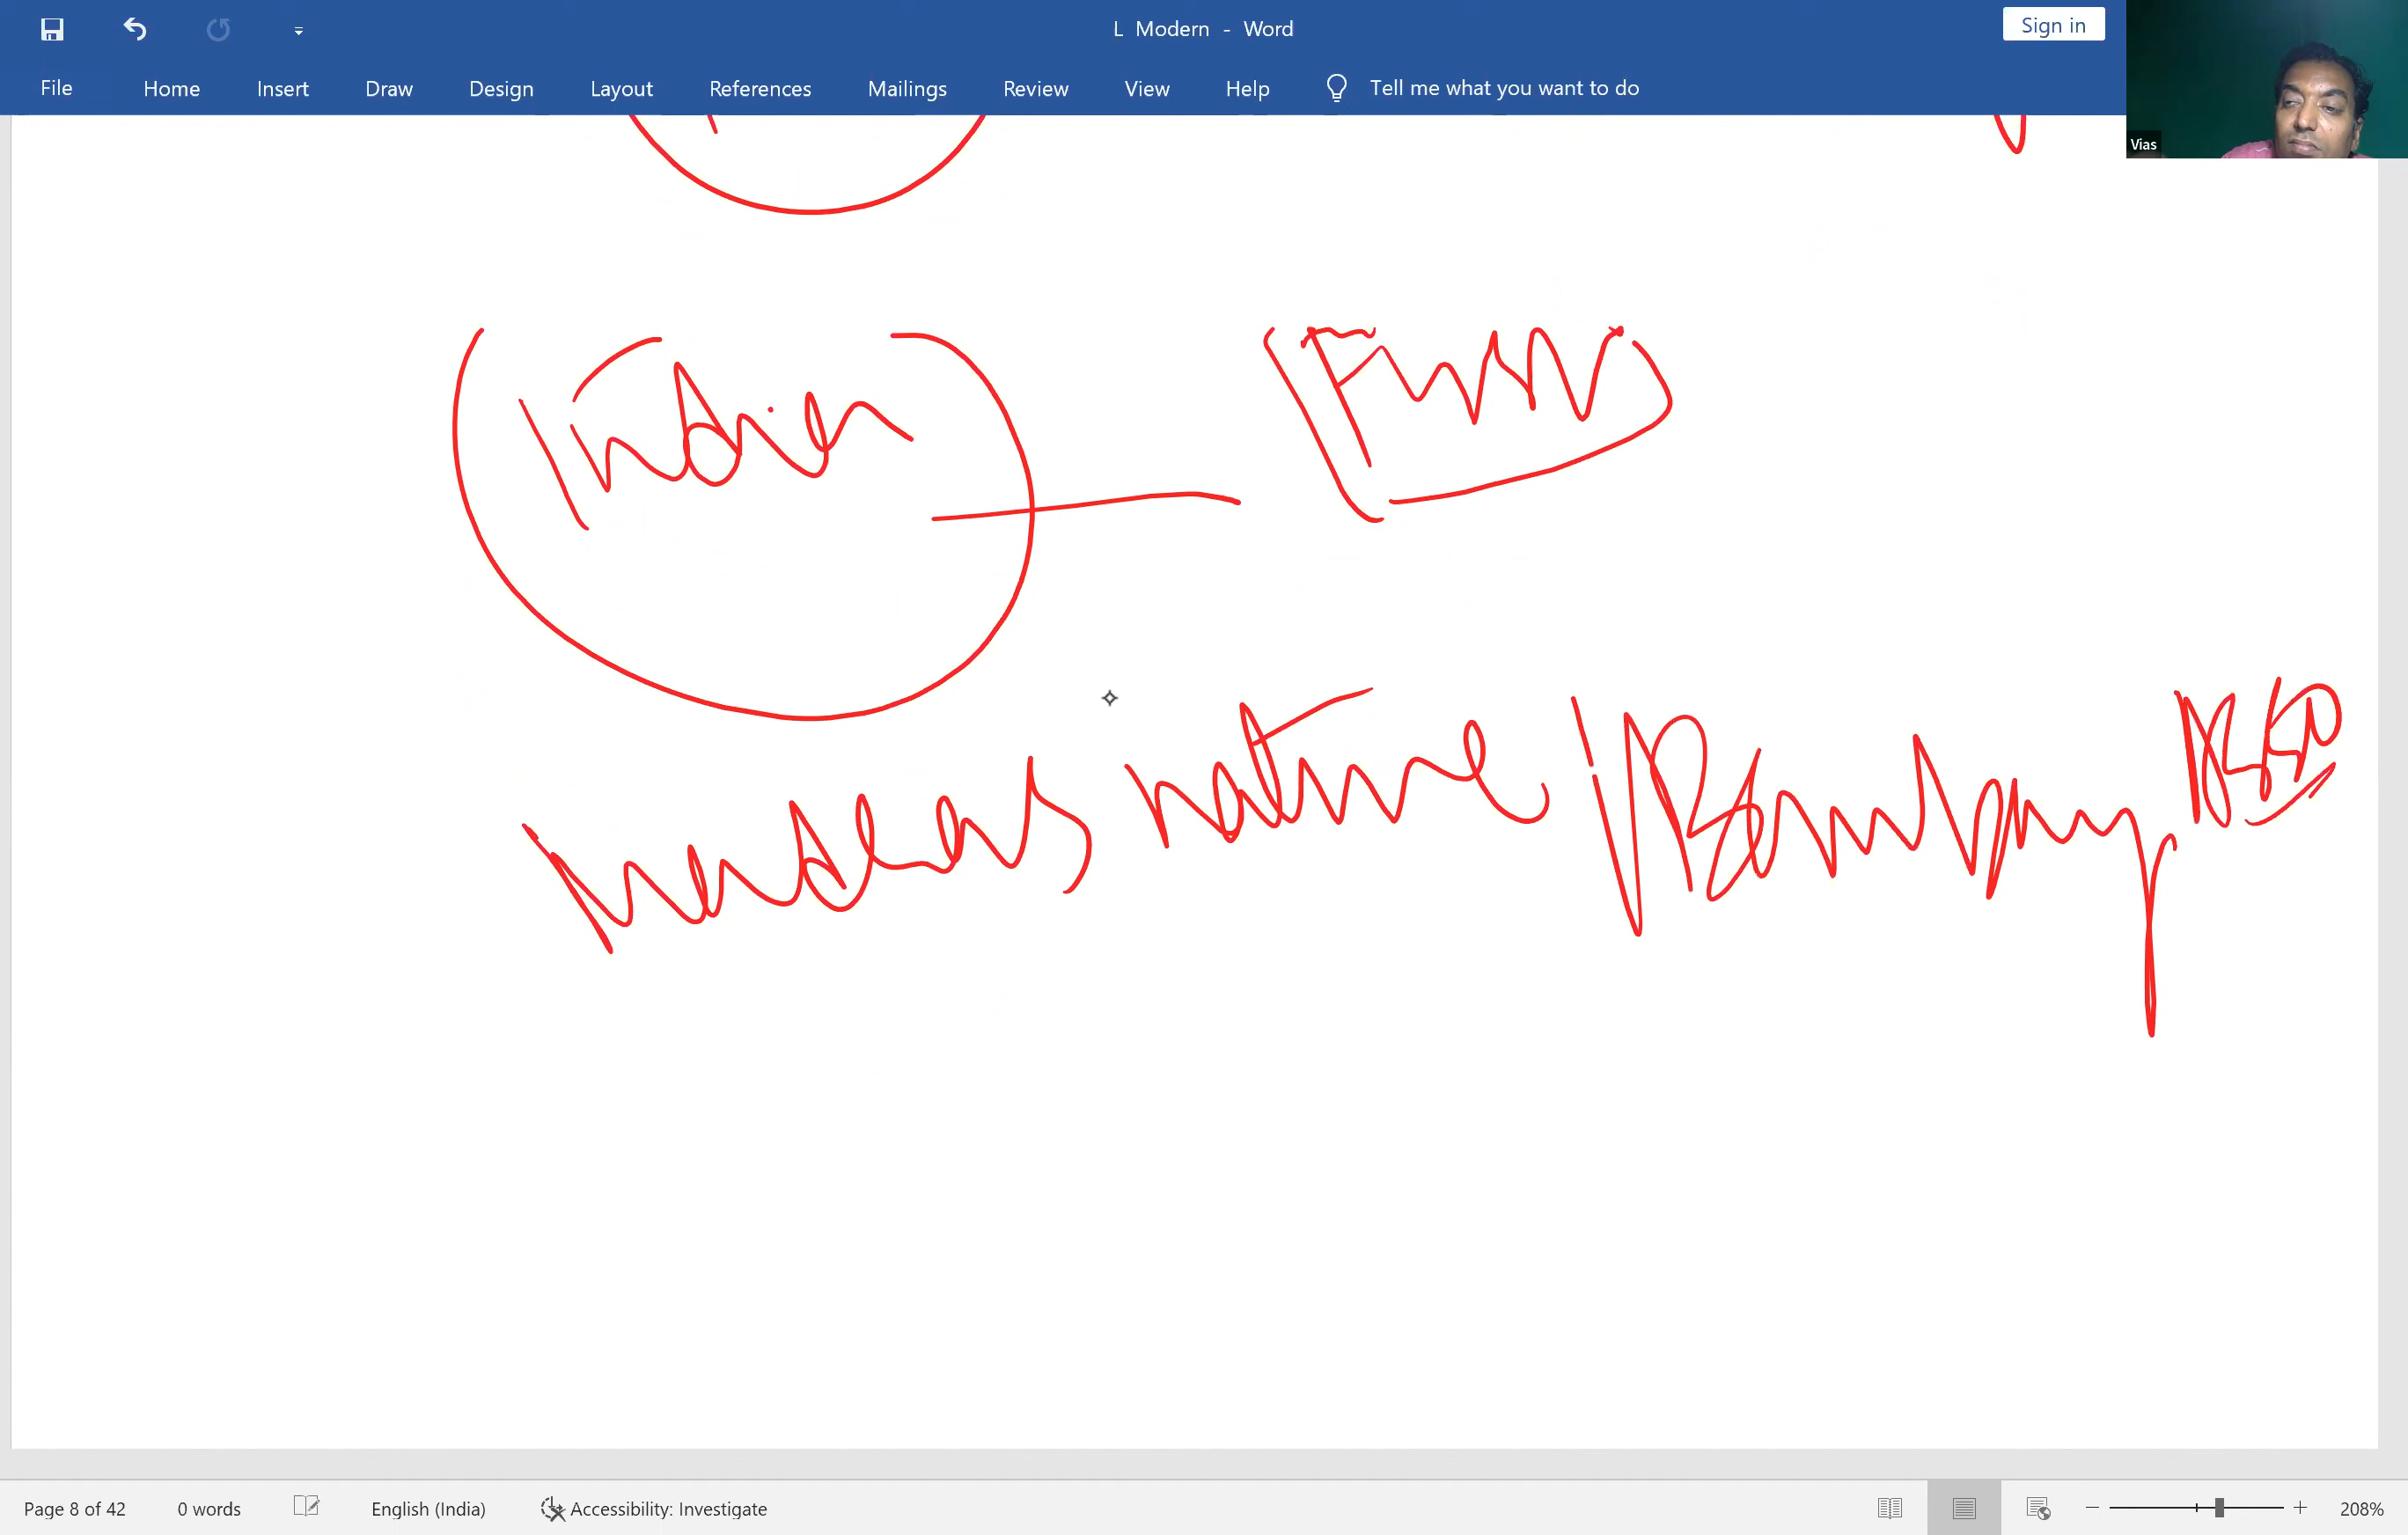 L Modern - Word
Sign in
File Home Insert Draw Design Layout References Mailings Review View Help Tell me what you want to do
Vias
Indian
Madras native / Bombay
Page 8 of 42 0 words English (India) Accessibility: Investigate 208%